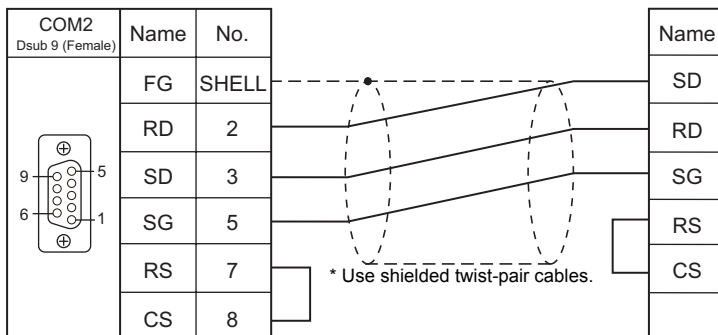 COM2
Dsub 9 (Female)
Name No.
Name
FG SHELL
SD
RD 2
RD
9
5
SD 3
SG
6
1
SG 5
RS
RS 7
* Use shielded twist-pair cables.
CS
CS 8